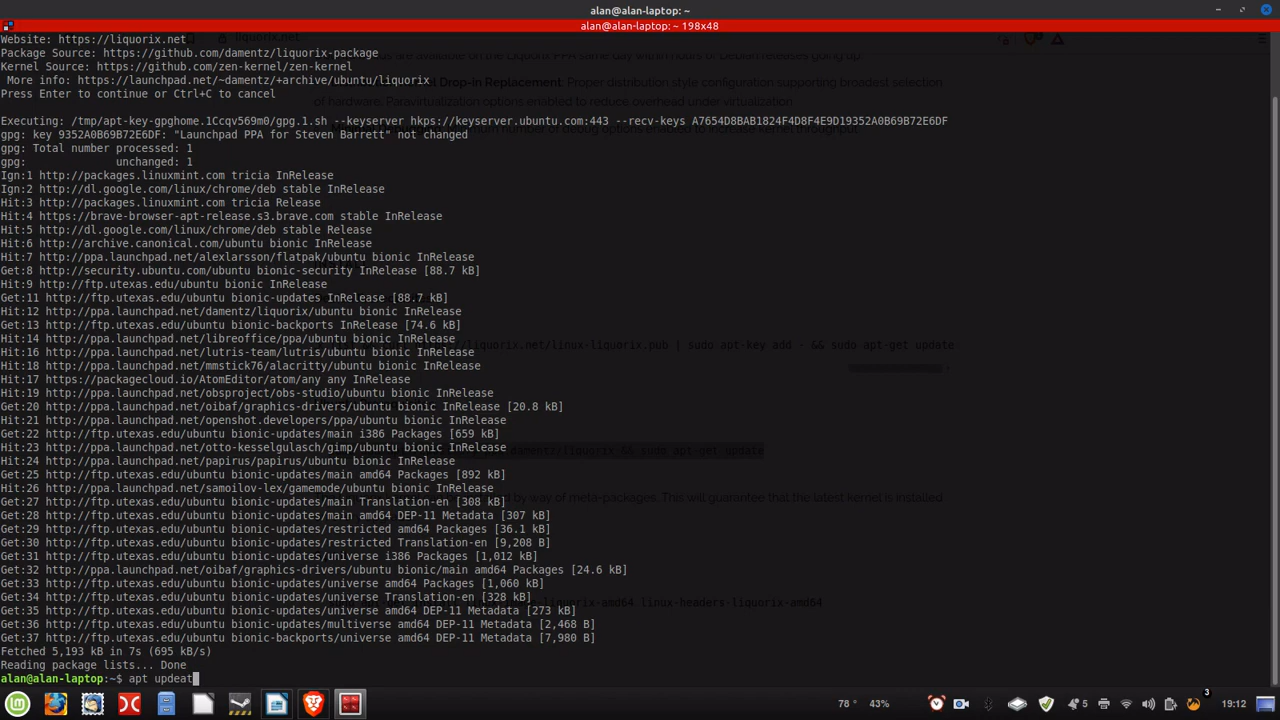 alan@alan-laptop: ~
alan@alan-laptop: ~ 198x48
Website: https://liquorix.net
Package Source: https://github.com/damentz/liquorix-package
Kernel Source: https://github.com/zen-kernel/zen-kernel
More info: https://launchpad.net/~damentz/+archive/ubuntu/liquorix
Press Enter to continue or Ctrl+C to cancel
Executing: /tmp/apt-key-gpghome.1Ccqv569m0/gpg.1.sh --keyserver hkps://keyserver.ubuntu.com:443 --recv-keys A7654D8BAB1824F4D8F4E9D19352A0B69B72E6DF
gpg: key 9352A0B69B72E6DF: "Launchpad PPA for Steven Barrett" not changed
gpg: Total number processed: 1
gpg:              unchanged: 1
Ign:1 http://packages.linuxmint.com tricia InRelease
Ign:2 http://dl.google.com/linux/chrome/deb stable InRelease
Hit:3 http://packages.linuxmint.com tricia Release
Hit:4 https://brave-browser-apt-release.s3.brave.com stable InRelease
Hit:5 http://dl.google.com/linux/chrome/deb stable Release
Hit:6 http://archive.canonical.com/ubuntu bionic InRelease
Hit:7 http://ppa.launchpad.net/alexlarsson/flatpak/ubuntu bionic InRelease
Get:8 http://security.ubuntu.com/ubuntu bionic-security InRelease [88.7 kB]
Hit:9 http://ftp.utexas.edu/ubuntu bionic InRelease
Get:11 http://ftp.utexas.edu/ubuntu bionic-updates InRelease [88.7 kB]
Hit:12 http://ppa.launchpad.net/damentz/liquorix/ubuntu bionic InRelease
Get:13 http://ftp.utexas.edu/ubuntu bionic-backports InRelease [74.6 kB]
Hit:14 http://ppa.launchpad.net/libreoffice/ppa/ubuntu bionic InRelease
Hit:16 http://ppa.launchpad.net/lutris-team/lutris/ubuntu bionic InRelease
Hit:18 http://ppa.launchpad.net/mmstick76/alacritty/ubuntu bionic InRelease
Hit:17 https://packagecloud.io/AtomEditor/atom/any any InRelease
Hit:19 http://ppa.launchpad.net/obsproject/obs-studio/ubuntu bionic InRelease
Get:20 http://ppa.launchpad.net/oibaf/graphics-drivers/ubuntu bionic InRelease [20.8 kB]
Hit:21 http://ppa.launchpad.net/openshot.developers/ppa/ubuntu bionic InRelease
Get:22 http://ftp.utexas.edu/ubuntu bionic-updates/main i386 Packages [659 kB]
Hit:23 http://ppa.launchpad.net/otto-kesselgulasch/gimp/ubuntu bionic InRelease
Hit:24 http://ppa.launchpad.net/papirus/papirus/ubuntu bionic InRelease
Get:25 http://ftp.utexas.edu/ubuntu bionic-updates/main amd64 Packages [892 kB]
Hit:26 http://ppa.launchpad.net/samoilov-lex/gamemode/ubuntu bionic InRelease
Get:27 http://ftp.utexas.edu/ubuntu bionic-updates/main Translation-en [308 kB]
Get:28 http://ftp.utexas.edu/ubuntu bionic-updates/main amd64 DEP-11 Metadata [307 kB]
Get:29 http://ftp.utexas.edu/ubuntu bionic-updates/restricted amd64 Packages [36.1 kB]
Get:30 http://ftp.utexas.edu/ubuntu bionic-updates/restricted Translation-en [9,208 B]
Get:31 http://ftp.utexas.edu/ubuntu bionic-updates/universe i386 Packages [1,012 kB]
Get:32 http://ppa.launchpad.net/oibaf/graphics-drivers/ubuntu bionic/main amd64 Packages [24.6 kB]
Get:33 http://ftp.utexas.edu/ubuntu bionic-updates/universe amd64 Packages [1,060 kB]
Get:34 http://ftp.utexas.edu/ubuntu bionic-updates/universe Translation-en [328 kB]
Get:35 http://ftp.utexas.edu/ubuntu bionic-updates/universe amd64 DEP-11 Metadata [273 kB]
Get:36 http://ftp.utexas.edu/ubuntu bionic-updates/multiverse amd64 DEP-11 Metadata [2,468 B]
Get:37 http://ftp.utexas.edu/ubuntu bionic-backports/universe amd64 DEP-11 Metadata [7,980 B]
Fetched 5,193 kB in 7s (695 kB/s)
Reading package lists... Done
alan@alan-laptop:~$ apt updeat
78 ° 43% 5 3 19:12